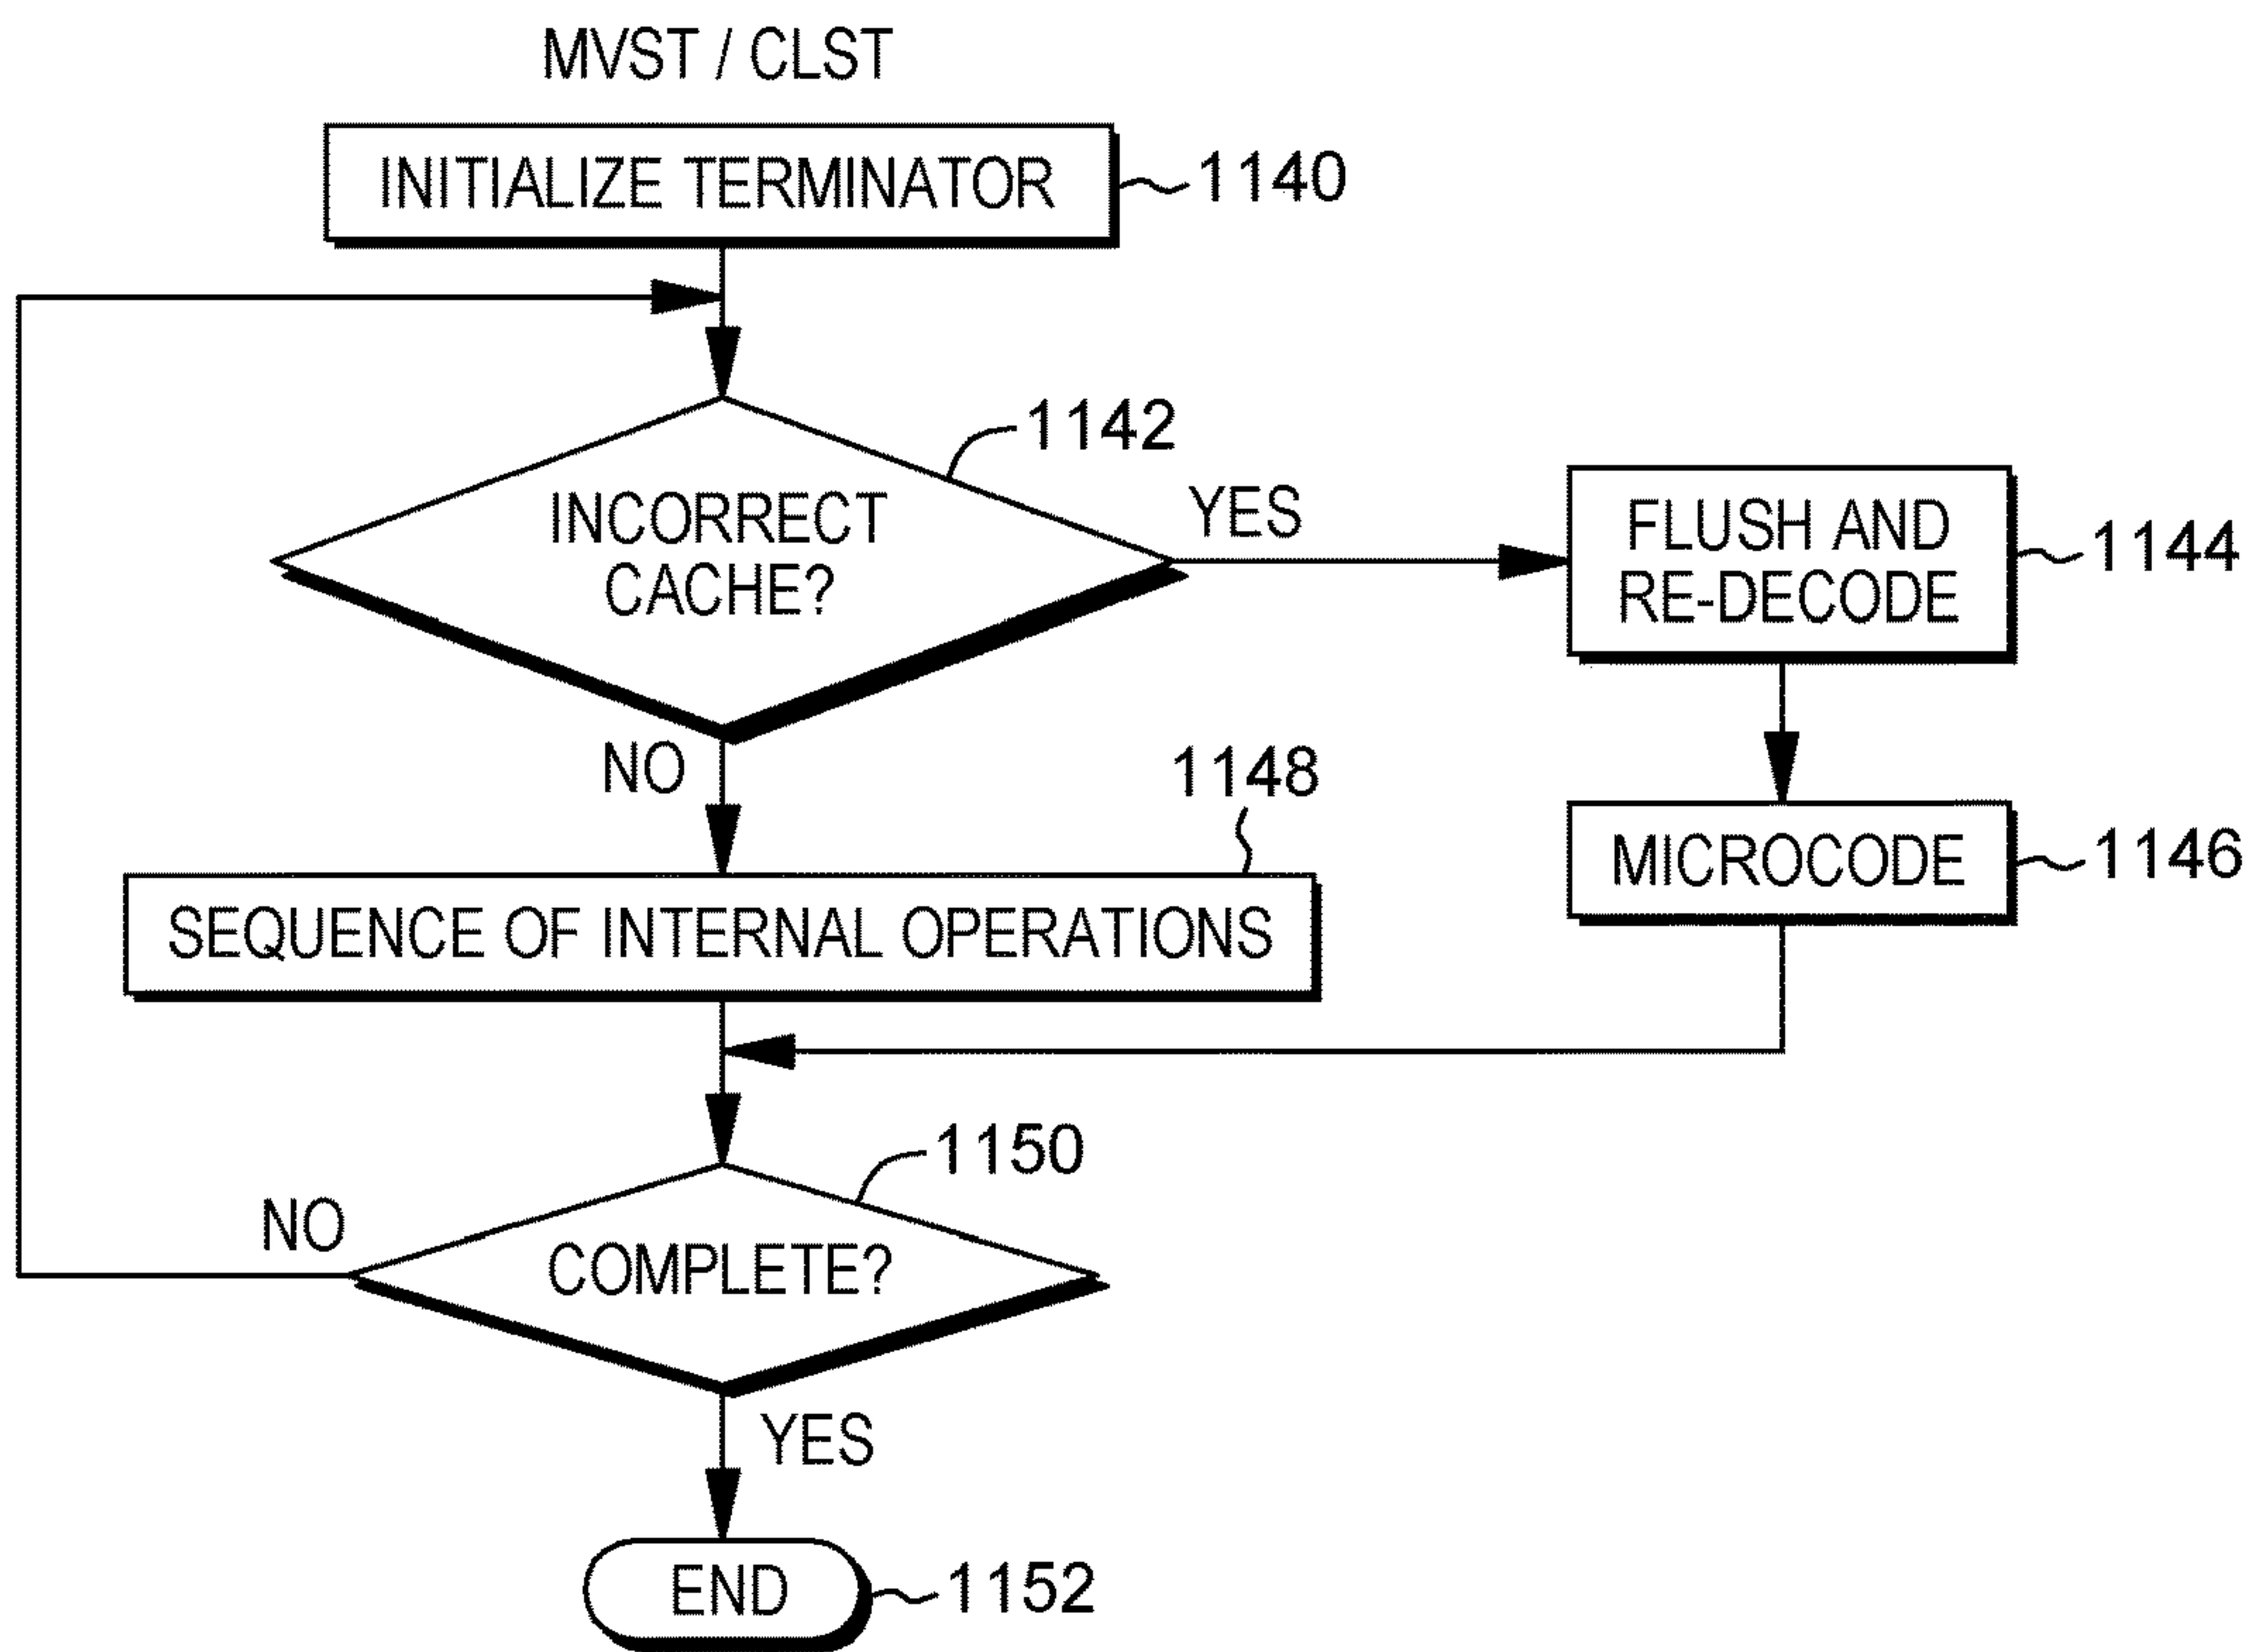 MVST / CLST
INITIALIZE TERMINATOR
1140
1142
INCORRECT
CACHE?
YES
FLUSH AND
RE-DECODE
1144
NO
1148
MICROCODE
1146
SEQUENCE OF INTERNAL OPERATIONS
1150
NO
COMPLETE?
YES
END
1152